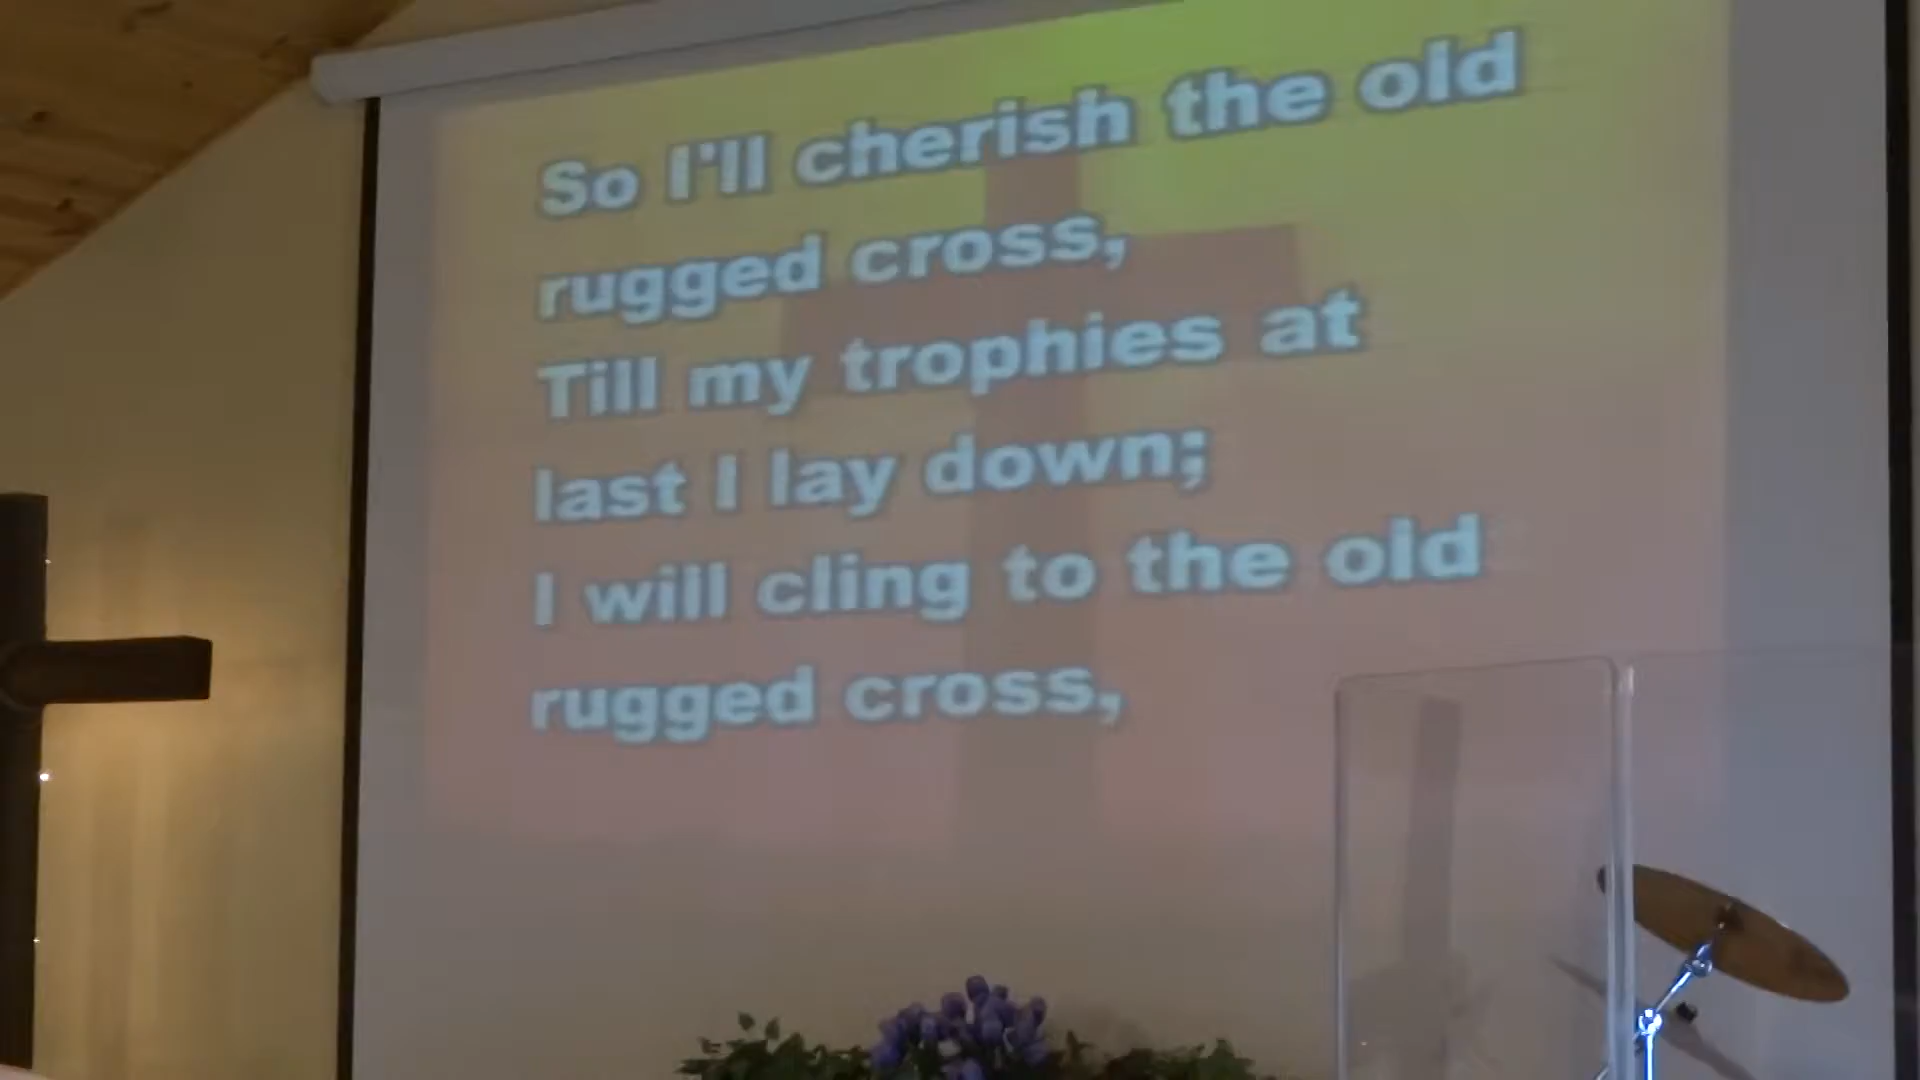 So I'll cherish the old
rugged cross,
Till my trophies at
last I lay down;
I will cling to the old
rugged cross,